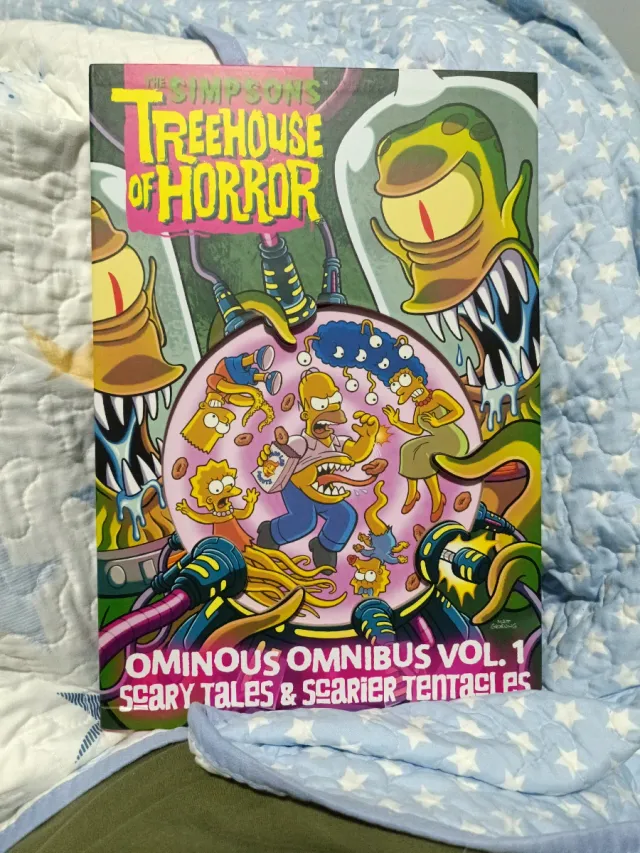 THE SIMPSONS
TREEHOUSE
OF HORROR
OMINOUS OMNIBUS VOL. 1
SCARY TALES & SCARIER TENTACLES